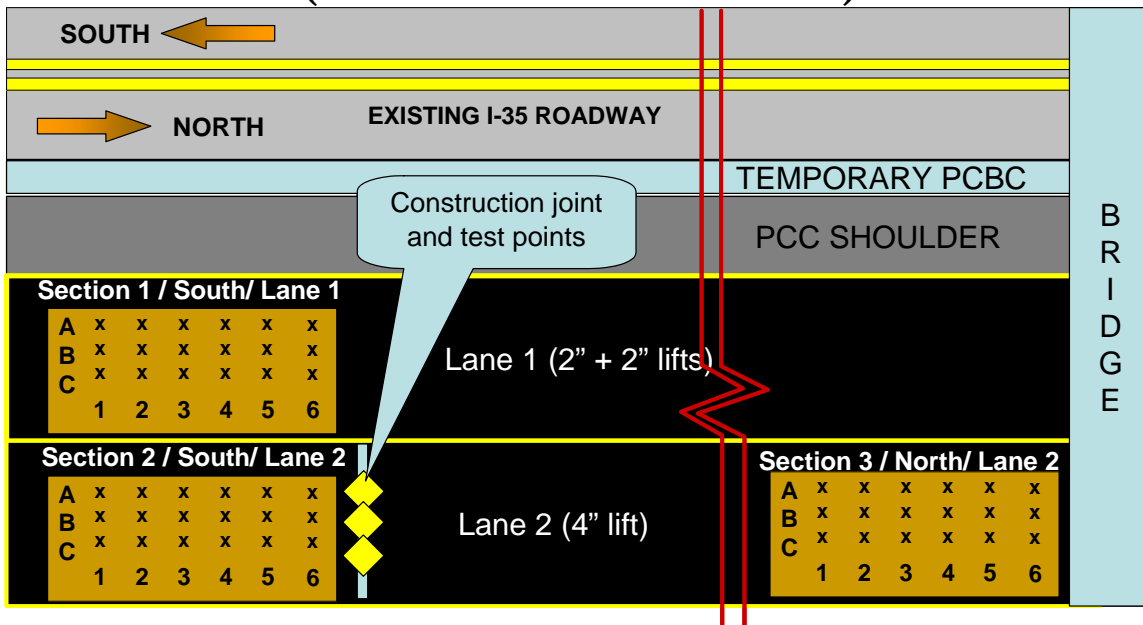 SOUTH
NORTH
EXISTING I-35 ROADWAY
TEMPORARY PCBC
Construction joint
and test points
PCC SHOULDER
BRIDGE
Section 1 / South/ Lane 1
A x x x x x x
B x x x x x x
C x x x x x x
1 2 3 4 5 6
Lane 1 (2” + 2” lifts)
Section 2 / South/ Lane 2
A x x x x x x
B x x x x x x
C x x x x x x
1 2 3 4 5 6
Lane 2 (4” lift)
Section 3 / North/ Lane 2
A x x x x x x
B x x x x x x
C x x x x x x
1 2 3 4 5 6